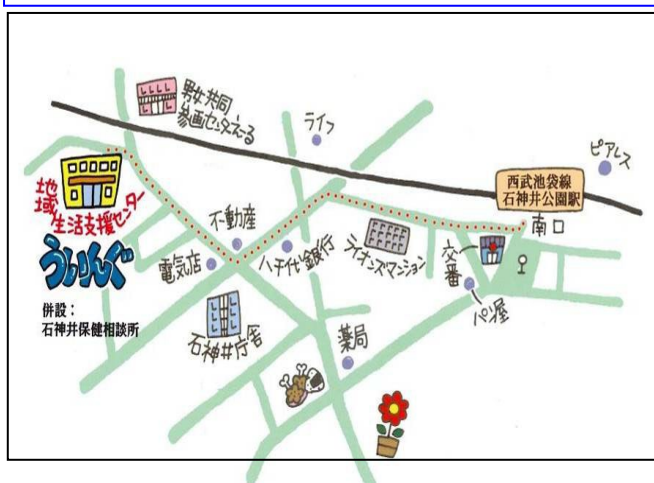 男女共同
参画センターえーる
ライフ
ピアレス
西武池袋線
石神井公園駅
南口
地域
生活支援センター
ういんぐ
併設：
石神井保健相談所
不動産
電気店
八千代銀行
ライオンズマンション
交番
パン屋
石神井庁舎
薬局